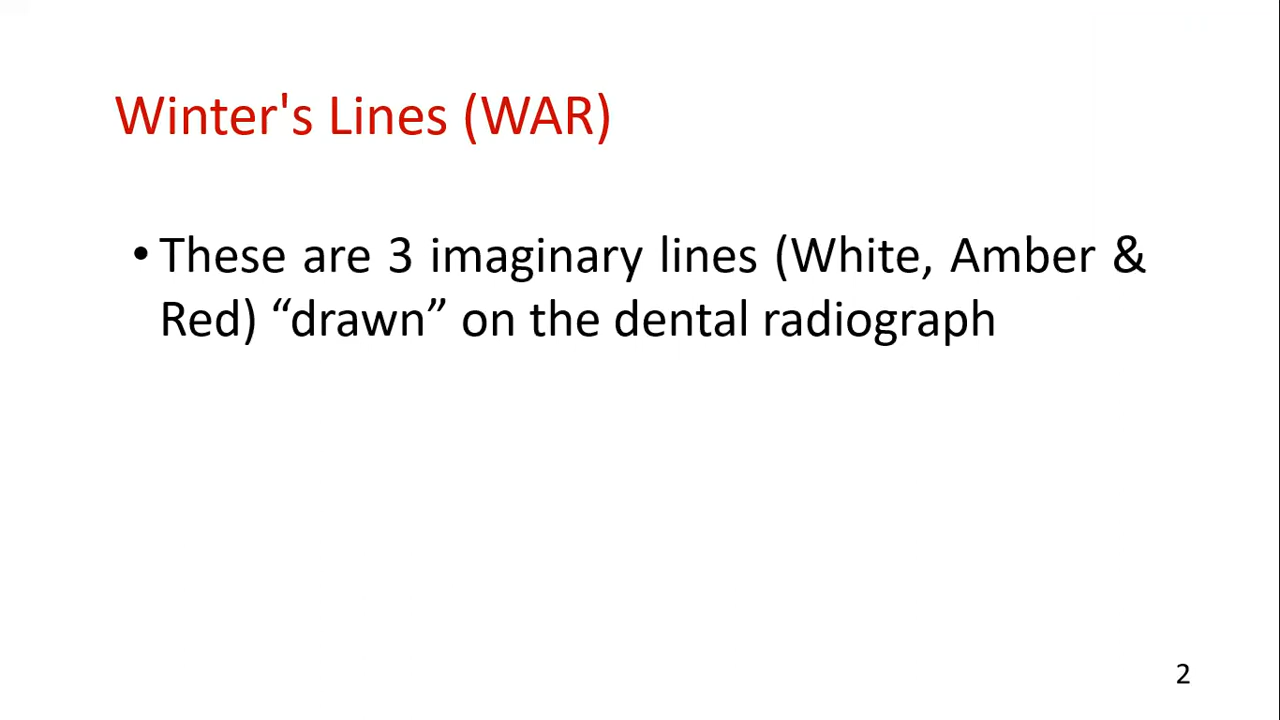 Winter's Lines (WAR)
• These are 3 imaginary lines (White, Amber &
Red) “drawn” on the dental radiograph
2